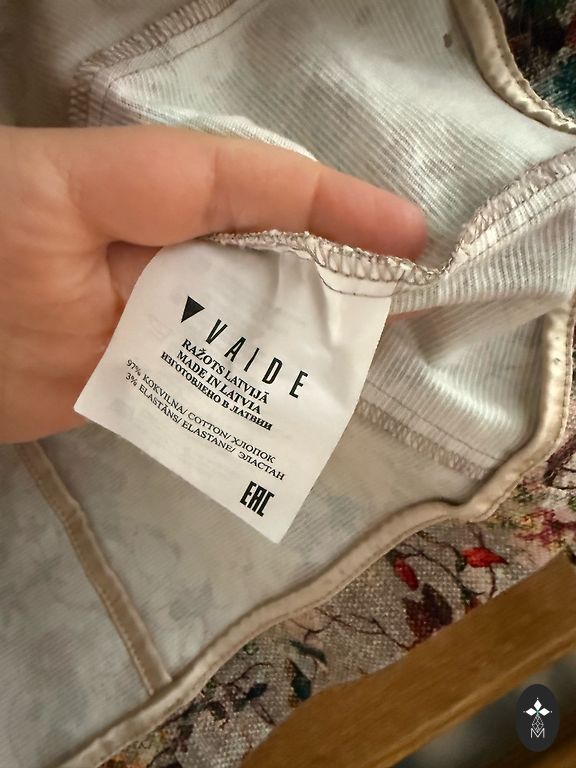 VAIDE
RAŽOTS LATVIJĀ
MADE IN LATVIA
ИЗГОТОВЛЕНО В ЛАТВИИ
97% KOKVILNA/ COTTON/ ХЛОПОК
3% ELASTĀNS/ ELASTANE/ ЭЛАСТАН
EAC
M